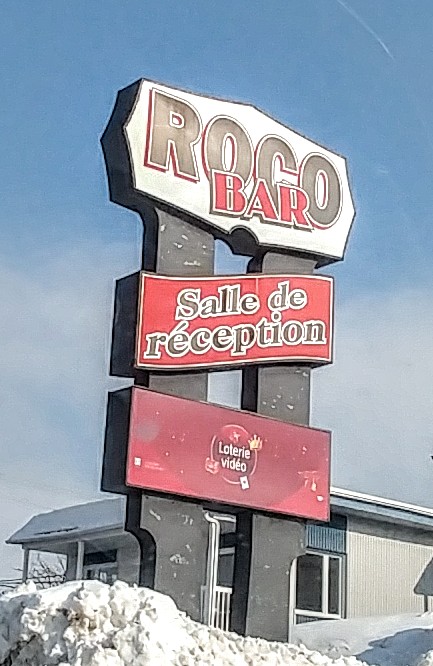 ROCO
BAR
Salle de
réception
Loterie
vidéo